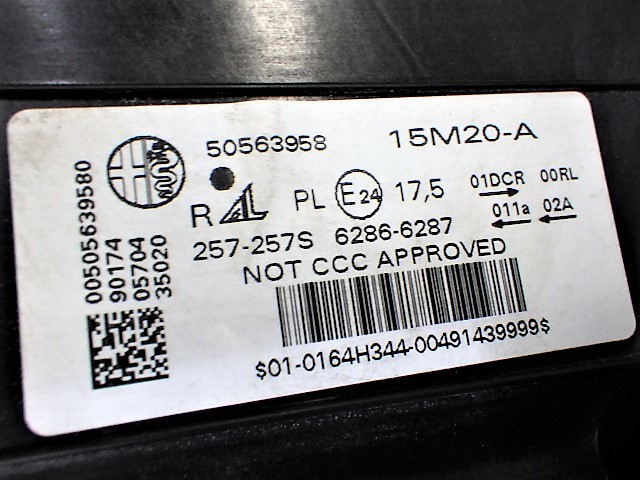 50563958 15M20-A
R AL PL E24 17,5 01DCR 00RL
011a 02A
257-257S 6286-6287
NOT CCC APPROVED
$01-0164H344-00491439999$
00505639580
90174
05704
35020